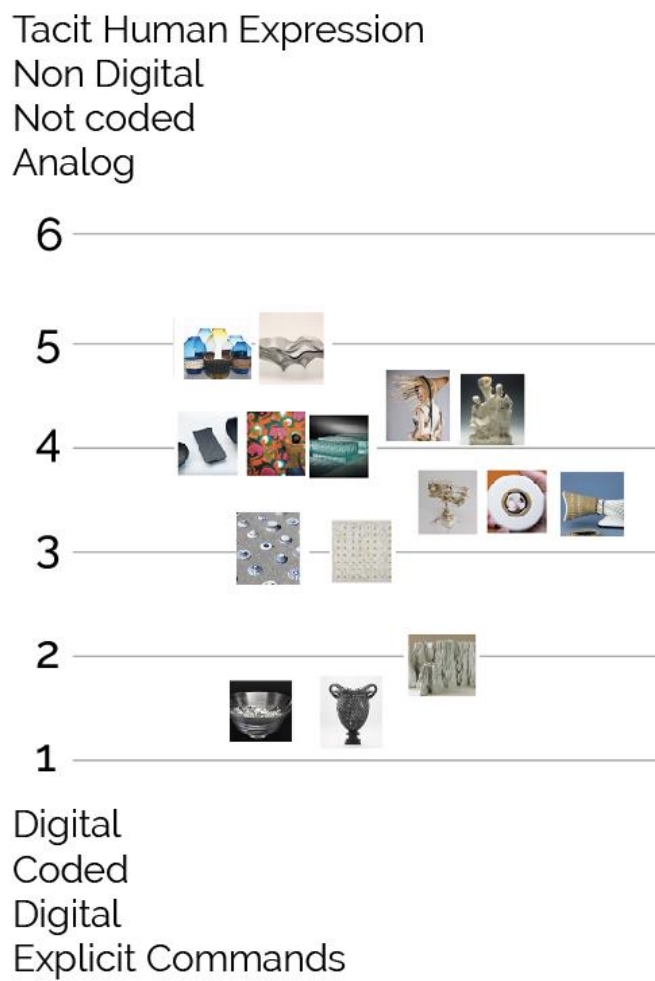 Tacit Human Expression
Non Digital
Not coded
Analog
6
5
4
3
2
1
Digital
Coded
Digital
Explicit Commands